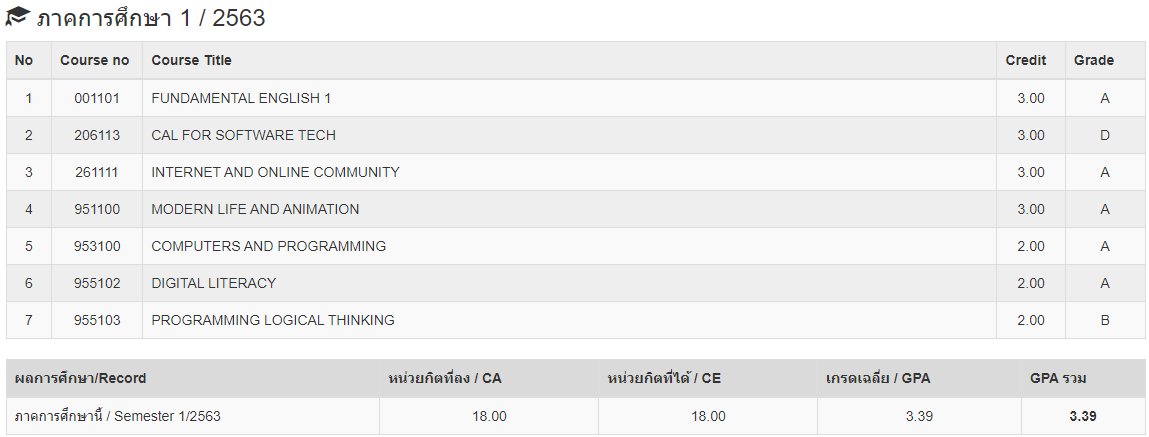 ภาคการศึกษา 1 / 2563
No Course no Course Title Credit Grade
1 001101 FUNDAMENTAL ENGLISH 1 3.00 A
2 206113 CAL FOR SOFTWARE TECH 3.00 D
3 261111 INTERNET AND ONLINE COMMUNITY 3.00 A
4 951100 MODERN LIFE AND ANIMATION 3.00 A
5 953100 COMPUTERS AND PROGRAMMING 2.00 A
6 955102 DIGITAL LITERACY 2.00 A
7 955103 PROGRAMMING LOGICAL THINKING 2.00 B
ผลการศึกษา/Record หน่วยกิตที่ลง / CA หน่วยกิตที่ได้ / CE เกรดเฉลี่ย / GPA GPA รวม
ภาคการศึกษานี้ / Semester 1/2563 18.00 18.00 3.39 3.39